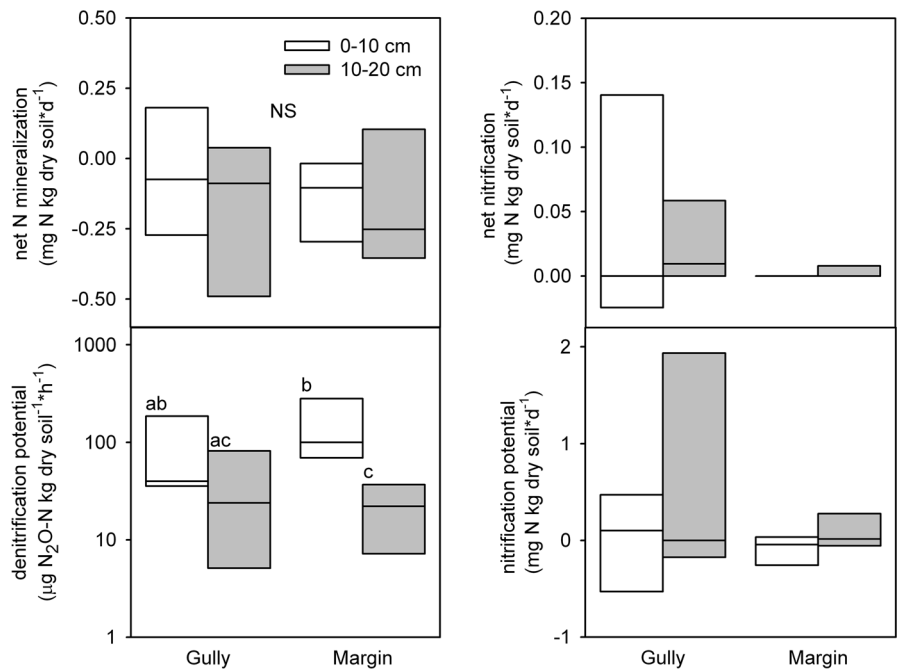 net N mineralization
(mg N kg dry soil*d-1)
0.50
0.25
0.00
-0.25
-0.50
0-10 cm
10-20 cm
NS
net nitrification
(mg N kg dry soil*d-1)
0.20
0.15
0.10
0.05
0.00
denitrification potential
(µg N2O-N kg dry soil-1*h-1)
1000
100
10
1
ab
ac
b
c
Gully
Margin
nitrification potential
(mg N kg dry soil*d-1)
2
1
0
-1
Gully
Margin